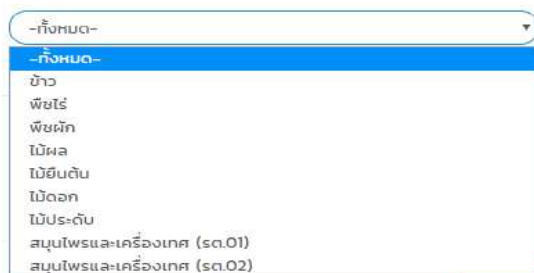 -ทั้งหมด-
-ทั้งหมด-
ข้าว
พืชไร่
พืชผัก
ไม้ผล
ไม้ยืนต้น
ไม้ดอก
ไม้ประดับ
สมุนไพรและเครื่องเทศ (รต.01)
สมุนไพรและเครื่องเทศ (รต.02)